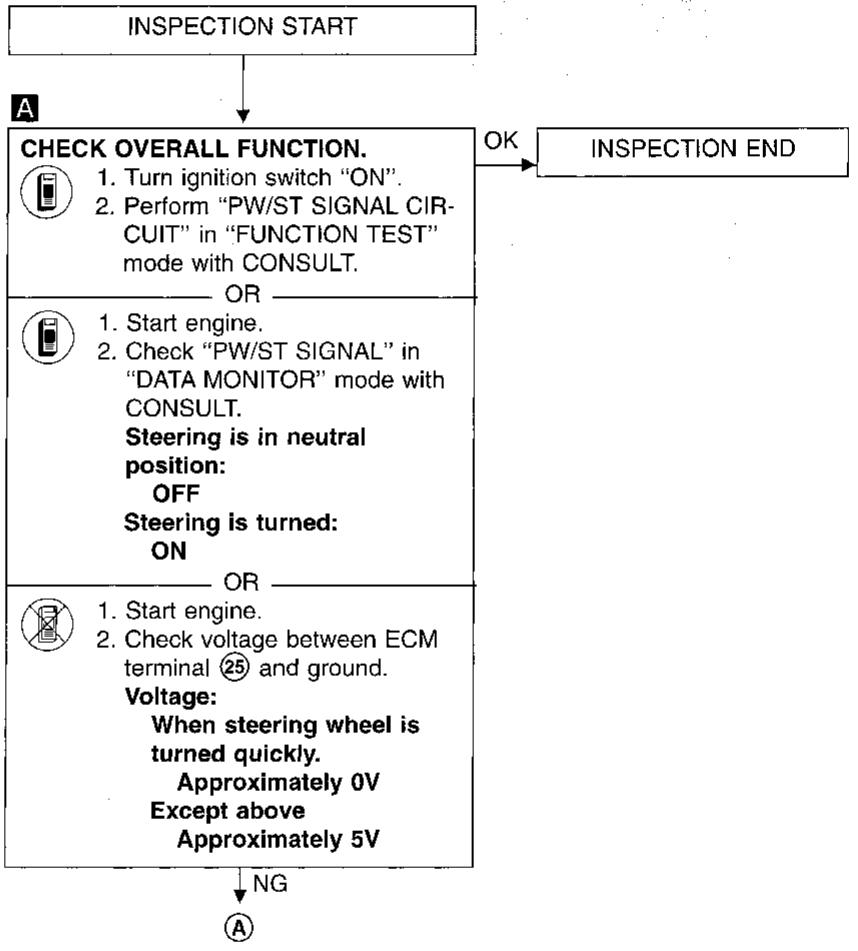 INSPECTION START
A
CHECK OVERALL FUNCTION.
1. Turn ignition switch “ON”.
2. Perform “PW/ST SIGNAL CIR-
CUIT” in “FUNCTION TEST”
mode with CONSULT.
OK
INSPECTION END
OR
1. Start engine.
2. Check “PW/ST SIGNAL” in
“DATA MONITOR” mode with
CONSULT.
Steering is in neutral
position:
OFF
Steering is turned:
ON
OR
1. Start engine.
2. Check voltage between ECM
terminal 25 and ground.
Voltage:
When steering wheel is
turned quickly.
Approximately 0V
Except above
Approximately 5V
NG
A